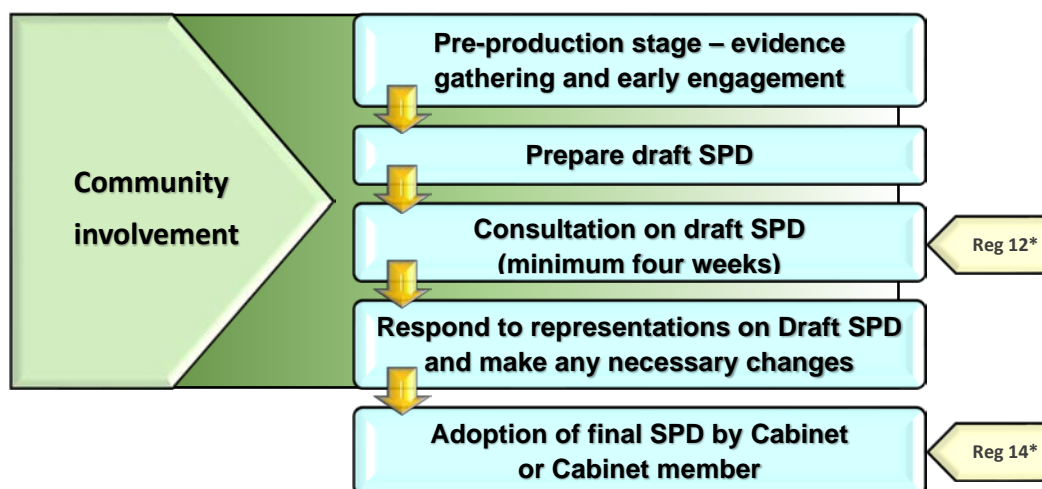 Pre-production stage – evidence
gathering and early engagement
Prepare draft SPD
Community
involvement
Consultation on draft SPD
(minimum four weeks)
Reg 12*
Respond to representations on Draft SPD
and make any necessary changes
Adoption of final SPD by Cabinet
or Cabinet member
Reg 14*